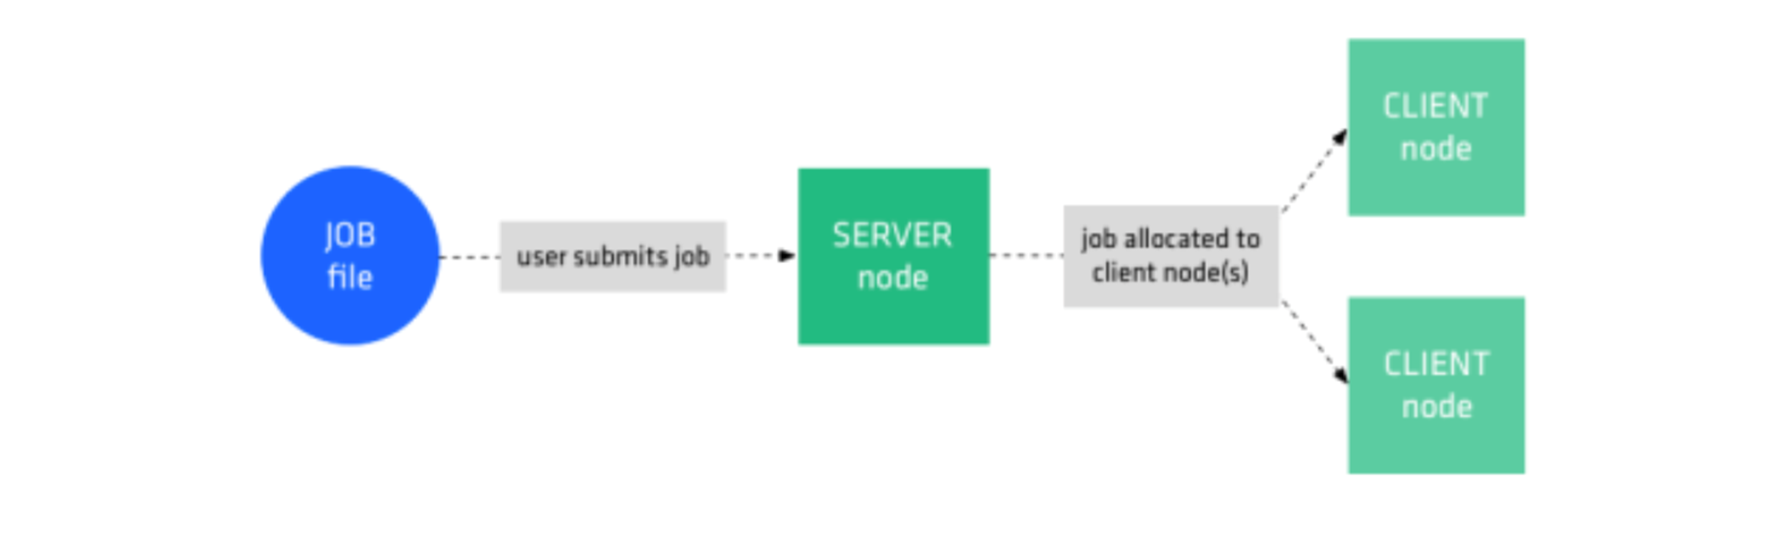 JOB
file
user submits job
SERVER
node
job allocated to
client node(s)
CLIENT
node
CLIENT
node